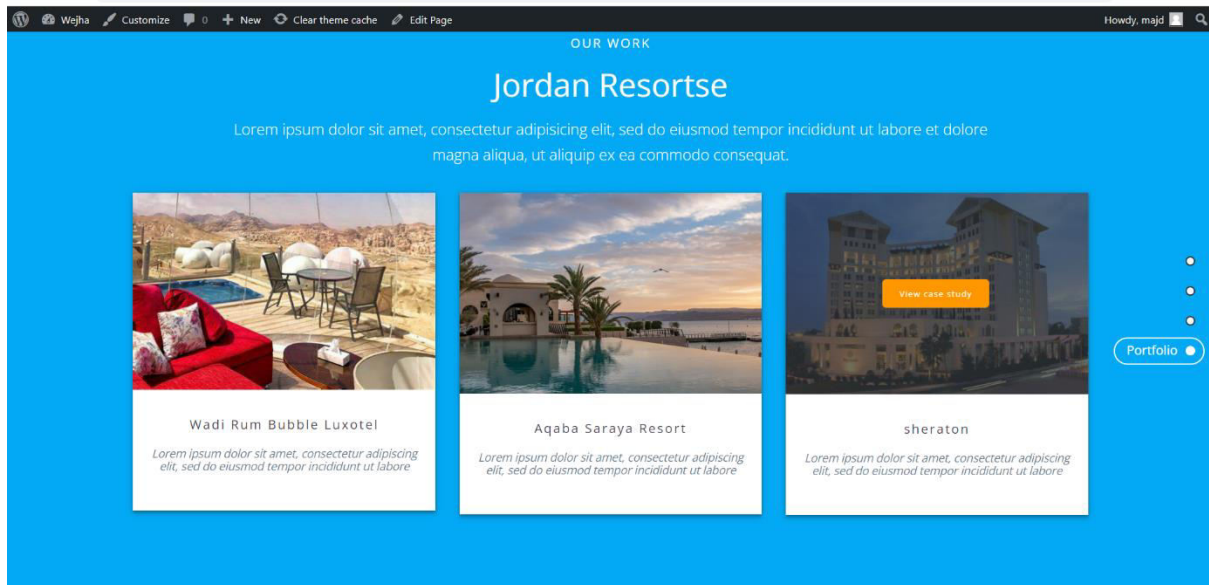 Wejha Customize 0 New Clear theme cache Edit Page Howdy, majd
OUR WORK
Jordan Resortse
Lorem ipsum dolor sit amet, consectetur adipisicing elit, sed do eiusmod tempor incididunt ut labore et dolore
magna aliqua, ut aliquip ex ea commodo consequat.
View case study
Portfolio
Wadi Rum Bubble Luxotel
Lorem ipsum dolor sit amet, consectetur adipiscing
elit, sed do eiusmod tempor incididunt ut labore
Aqaba Saraya Resort
Lorem ipsum dolor sit amet, consectetur adipiscing
elit, sed do eiusmod tempor incididunt ut labore
sheraton
Lorem ipsum dolor sit amet, consectetur adipiscing
elit, sed do eiusmod tempor incididunt ut labore